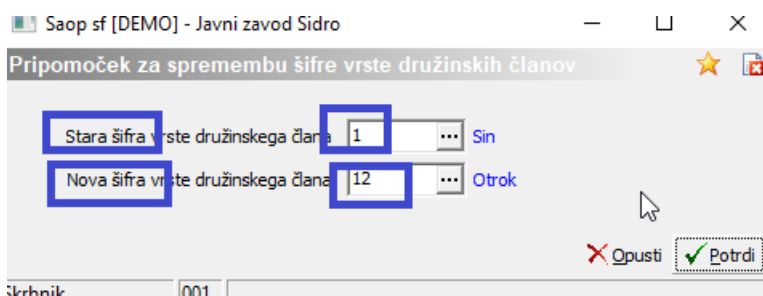 Saop sf [DEMO] - Javni zavod Sidro
Pripomoček za spremembu šifre vrste družinskih članov
Stara šifra vrste družinskega člana 1 ... Sin
Nova šifra vrste družinskega člana 12 ... Otrok
Opusti Potrdi
Skrbnik 001